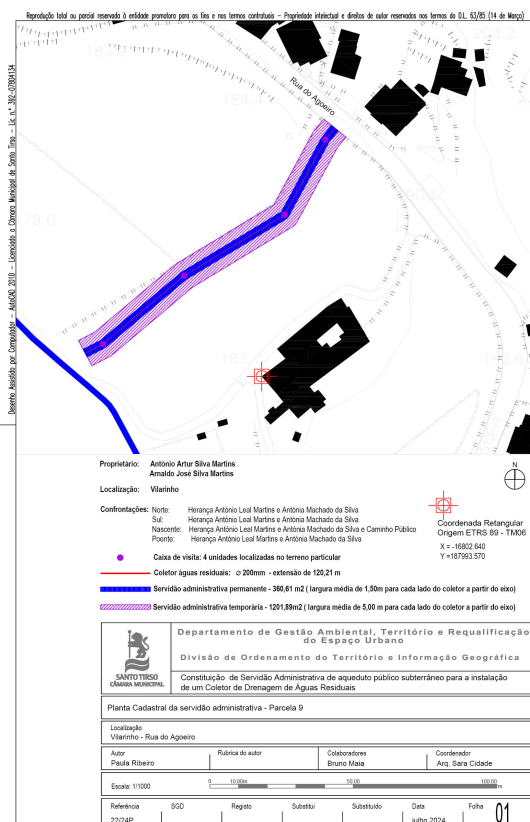 Reprodução total ou parcial reservada à entidade promotora para os fins e nos termos contratuais - Propriedade intelectual e direitos de autor reservados nos termos do D.L. 63/85 (14 de Março)
Desenho Assistido por Computador - AutoCAD 2010 - Licenciado a Câmara Municipal de Santo Tirso - Lic n.º 392-07804134
Rua do Agoeiro
Proprietário: António Artur Silva Martins
Arnaldo José Silva Martins
Localização: Vilarinho
Confrontações: Norte: Herança António Leal Martins e Antónia Machado da Silva
Sul: Herança António Leal Martins e Antónia Machado da Silva
Nascente: Herança António Leal Martins e Antónia Machado da Silva e Caminho Público
Poente: Herança António Leal Martins e Antónia Machado da Silva
N
Coordenada Retangular
Origem ETRS 89 - TM06
X = -16802.640
Y =187993.570
Caixa de visita: 4 unidades localizadas no terreno particular
Coletor àguas residuais: ⌀ 200mm - extensão de 120,21 m
Servidão administrativa permanente - 360,61 m2 ( largura média de 1,50m para cada lado do coletor a partir do eixo)
Servidão administrativa temporária - 1201,89m2 ( largura média de 5,00 m para cada lado do coletor a partir do eixo)
SANTO TIRSO
CÂMARA MUNICIPAL
Departamento de Gestão Ambiental, Território e Requalificação
do Espaço Urbano
Divisão de Ordenamento do Território e Informação Geográfica
Constituição de Servidão Administrativa de aqueduto público subterrâneo para a instalação
de um Coletor de Drenagem de Águas Residuais
Planta Cadastral da servidão administrativa - Parcela 9
Localização
Vilarinho - Rua do Agoeiro
Autor Rubrica do autor Colaboradores Coordenador
Paula Ribeiro Bruno Maia Arq. Sara Cidade
Escala: 1/1000 0 10.00m 50.00 100.00 m
Referência SGD Registo Substitui Substituído Data Folha 01
22/24P julho 2024